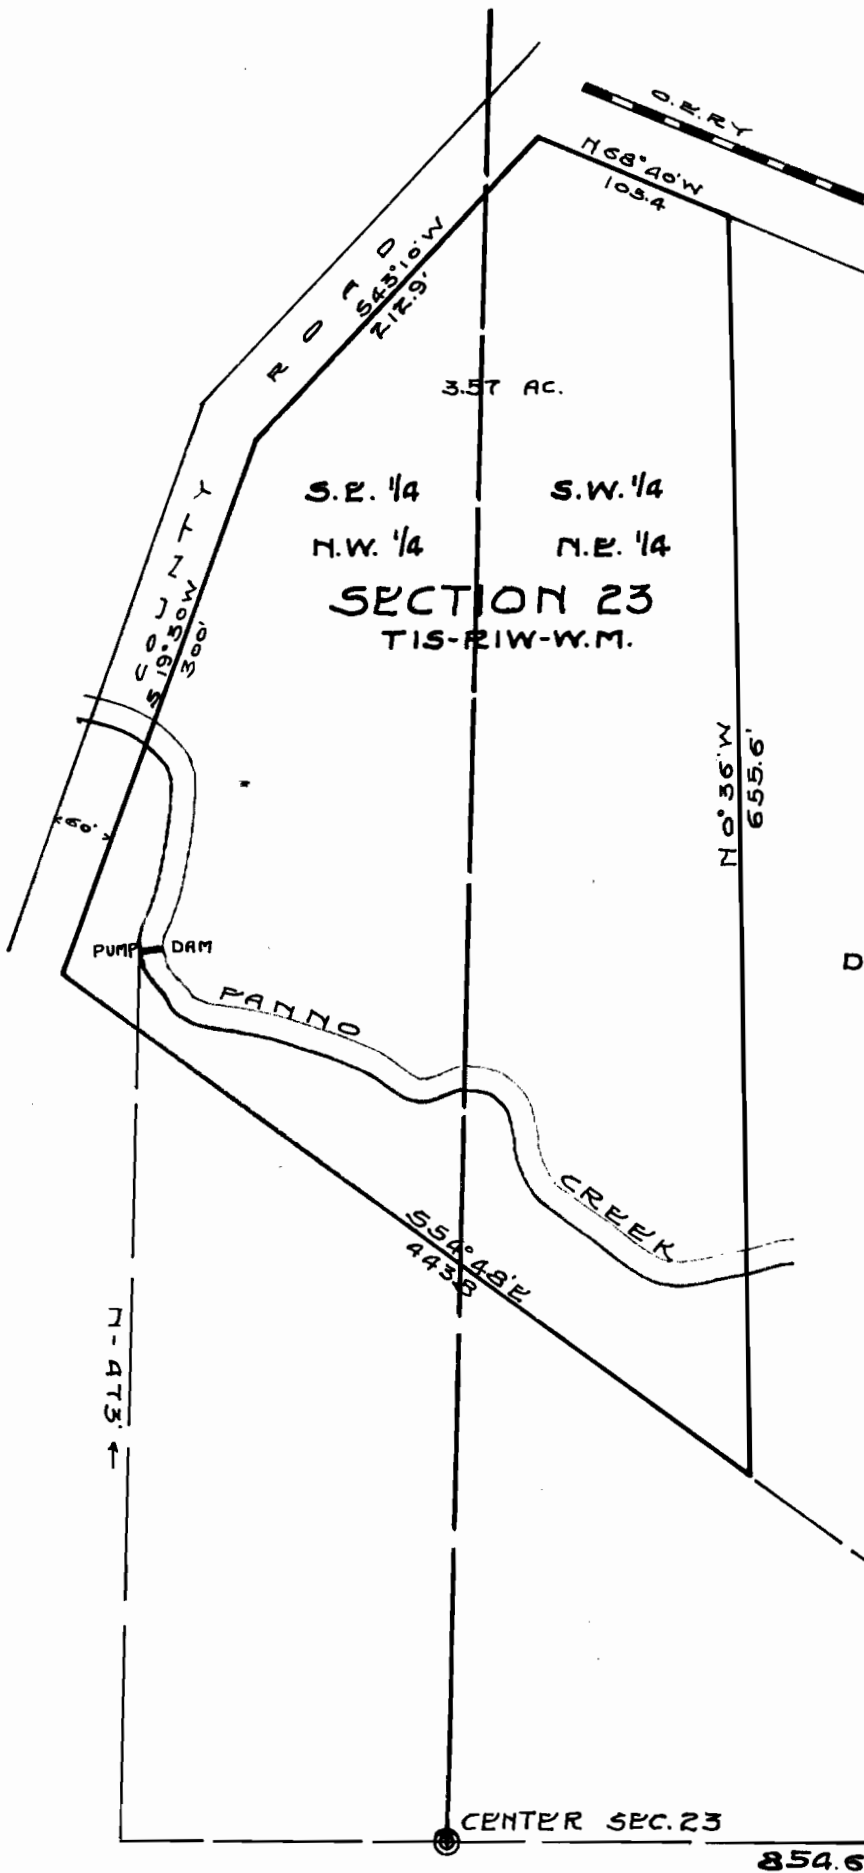 O.E.RY
N 68° 40' W
103.4
ROAD
S43° 10' W
212.9'
3.57 AC.
S.E. 1/4
S.W. 1/4
N.W. 1/4
N.E. 1/4
SECTION 23
T1S-R1W-W.M.
COUNTY
S 19° 30' W
300'
N 0° 36' W
655.6'
60'
PUMP
DAM
D
FANNO
CREEK
S54° 48' E
443.8
N-473'
CENTER SEC. 23
854.6